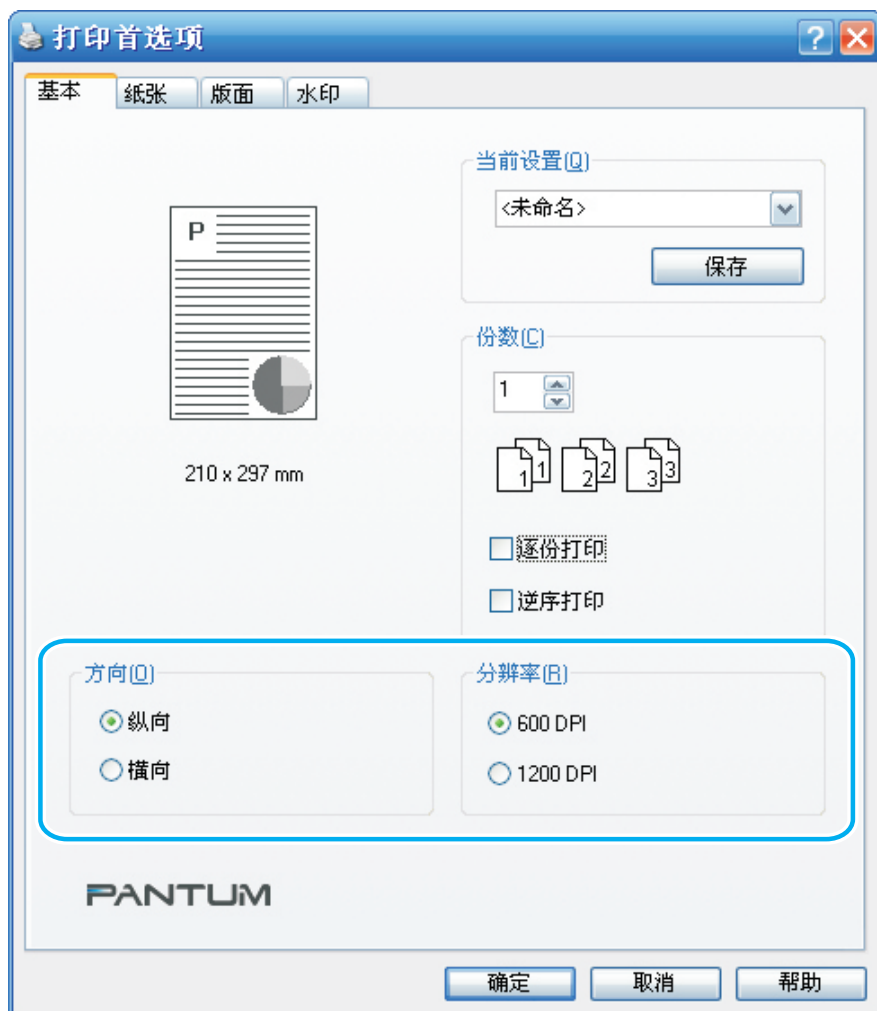 打印首选项
基本 纸张 版面 水印
当前设置(Q)
<未命名>
保存
P
210 x 297 mm
份数(C)
1
1 1 2 2 3 3
逐份打印
逆序打印
方向(O)
纵向
横向
分辨率(R)
600 DPI
1200 DPI
PANTUM
确定 取消 帮助